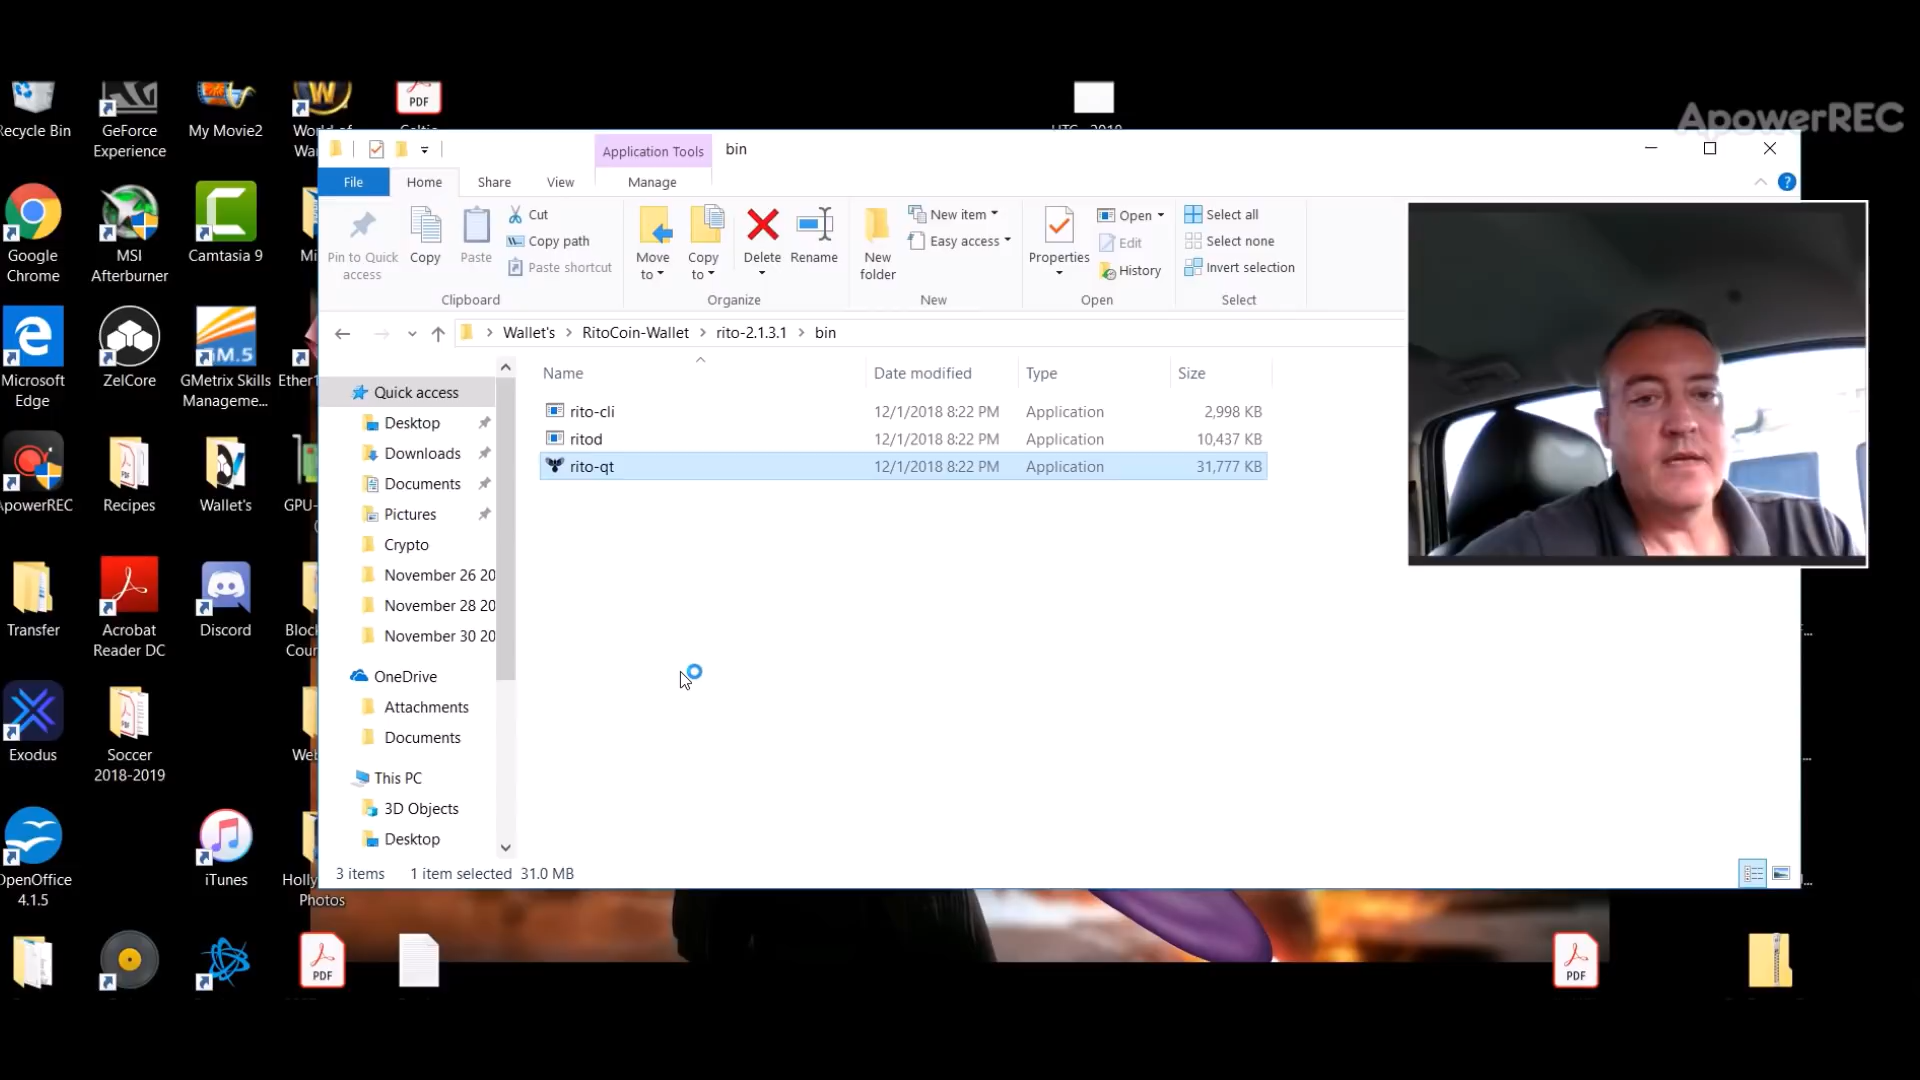 ApowerREC
Recycle Bin
GeForce
Experience
My Movie2
World of
PDF
Application Tools
bin
File
Home
Share
View
Manage
Pin to Quick
access
Copy
Paste
Cut
Copy path
Paste shortcut
Clipboard
Move
to
Copy
to
Delete
Rename
Organize
New
folder
New item
Easy access
New
Properties
Open
Edit
History
Open
Select all
Select none
Invert selection
Select
Wallet's > RitoCoin-Wallet > rito-2.1.3.1 > bin
Name
Date modified
Type
Size
rito-cli 12/1/2018 8:22 PM Application 2,998 KB
ritod 12/1/2018 8:22 PM Application 10,437 KB
rito-qt 12/1/2018 8:22 PM Application 31,777 KB
Quick access
Desktop
Downloads
Documents
Pictures
Crypto
November 26 20
November 28 20
November 30 20
OneDrive
Attachments
Documents
This PC
3D Objects
Desktop
3 items 1 item selected 31.0 MB
Google
Chrome
MSI
Afterburner
Camtasia 9
Microsoft
Edge
ZelCore
GMetrix Skills
Manageme...
Ether1
ApowerREC
Recipes
Wallet's
GPU-
Transfer
Acrobat
Reader DC
Discord
Exodus
Soccer
2018-2019
OpenOffice
4.1.5
iTunes
Holly
Photos
PDF
PDF